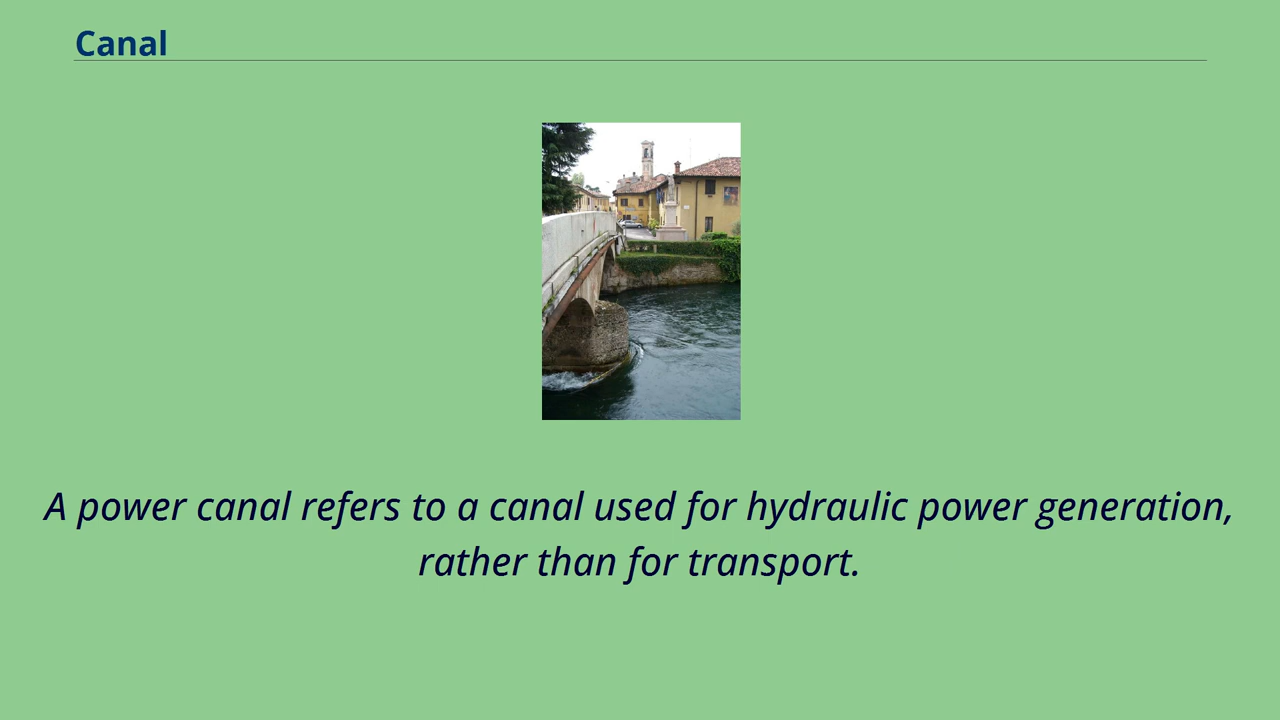 Canal
A power canal refers to a canal used for hydraulic power generation,
rather than for transport.